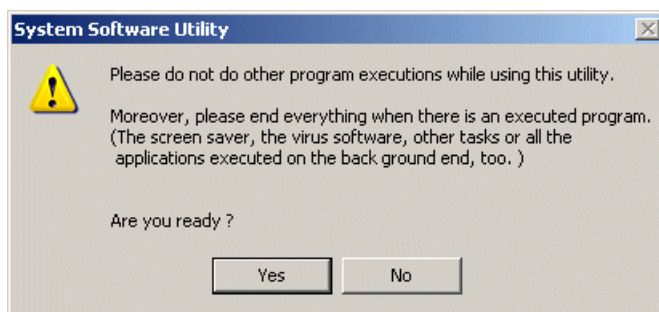 System Software Utility
Please do not do other program executions while using this utility.
Moreover, please end everything when there is an executed program.
(The screen saver, the virus software, other tasks or all the
applications executed on the back ground end, too. )
Are you ready ?
Yes
No